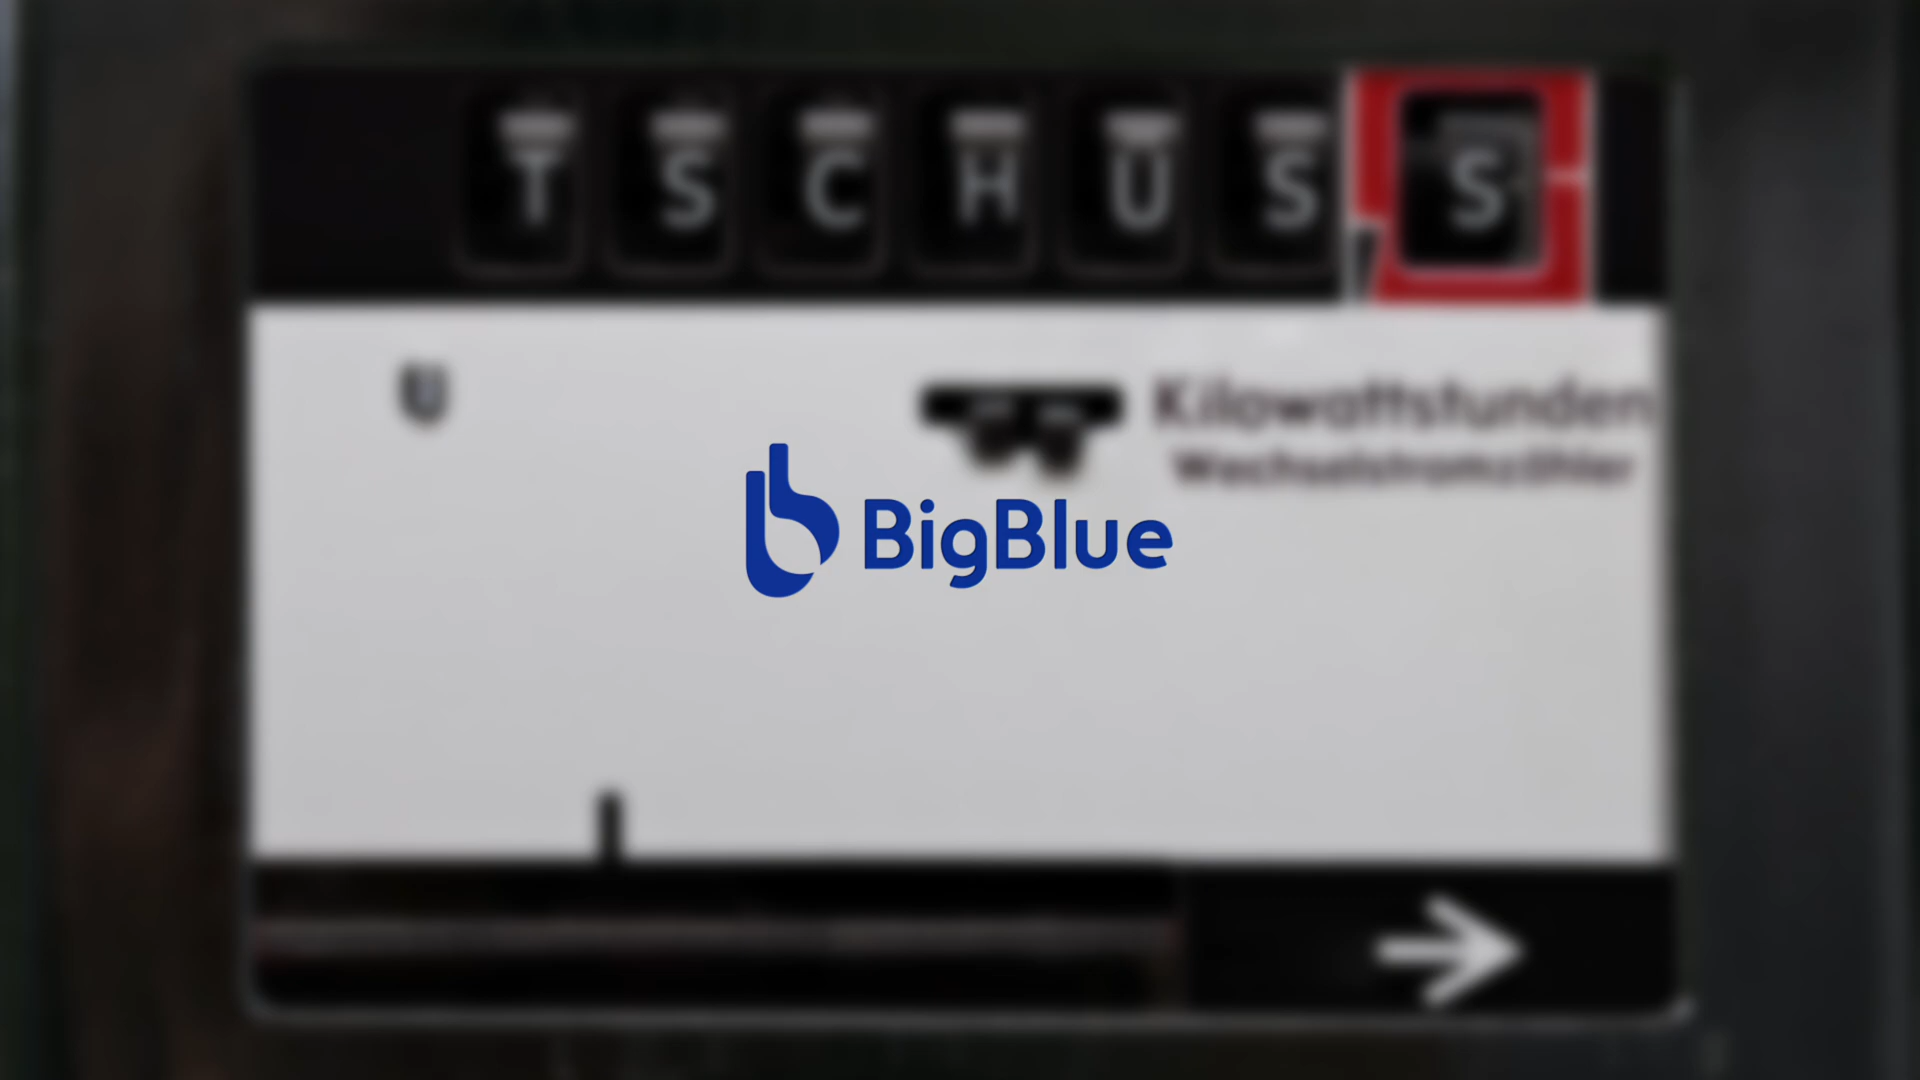 TSCHUSS
U
Kilowattstunden
Wechselstromzähler
BigBlue